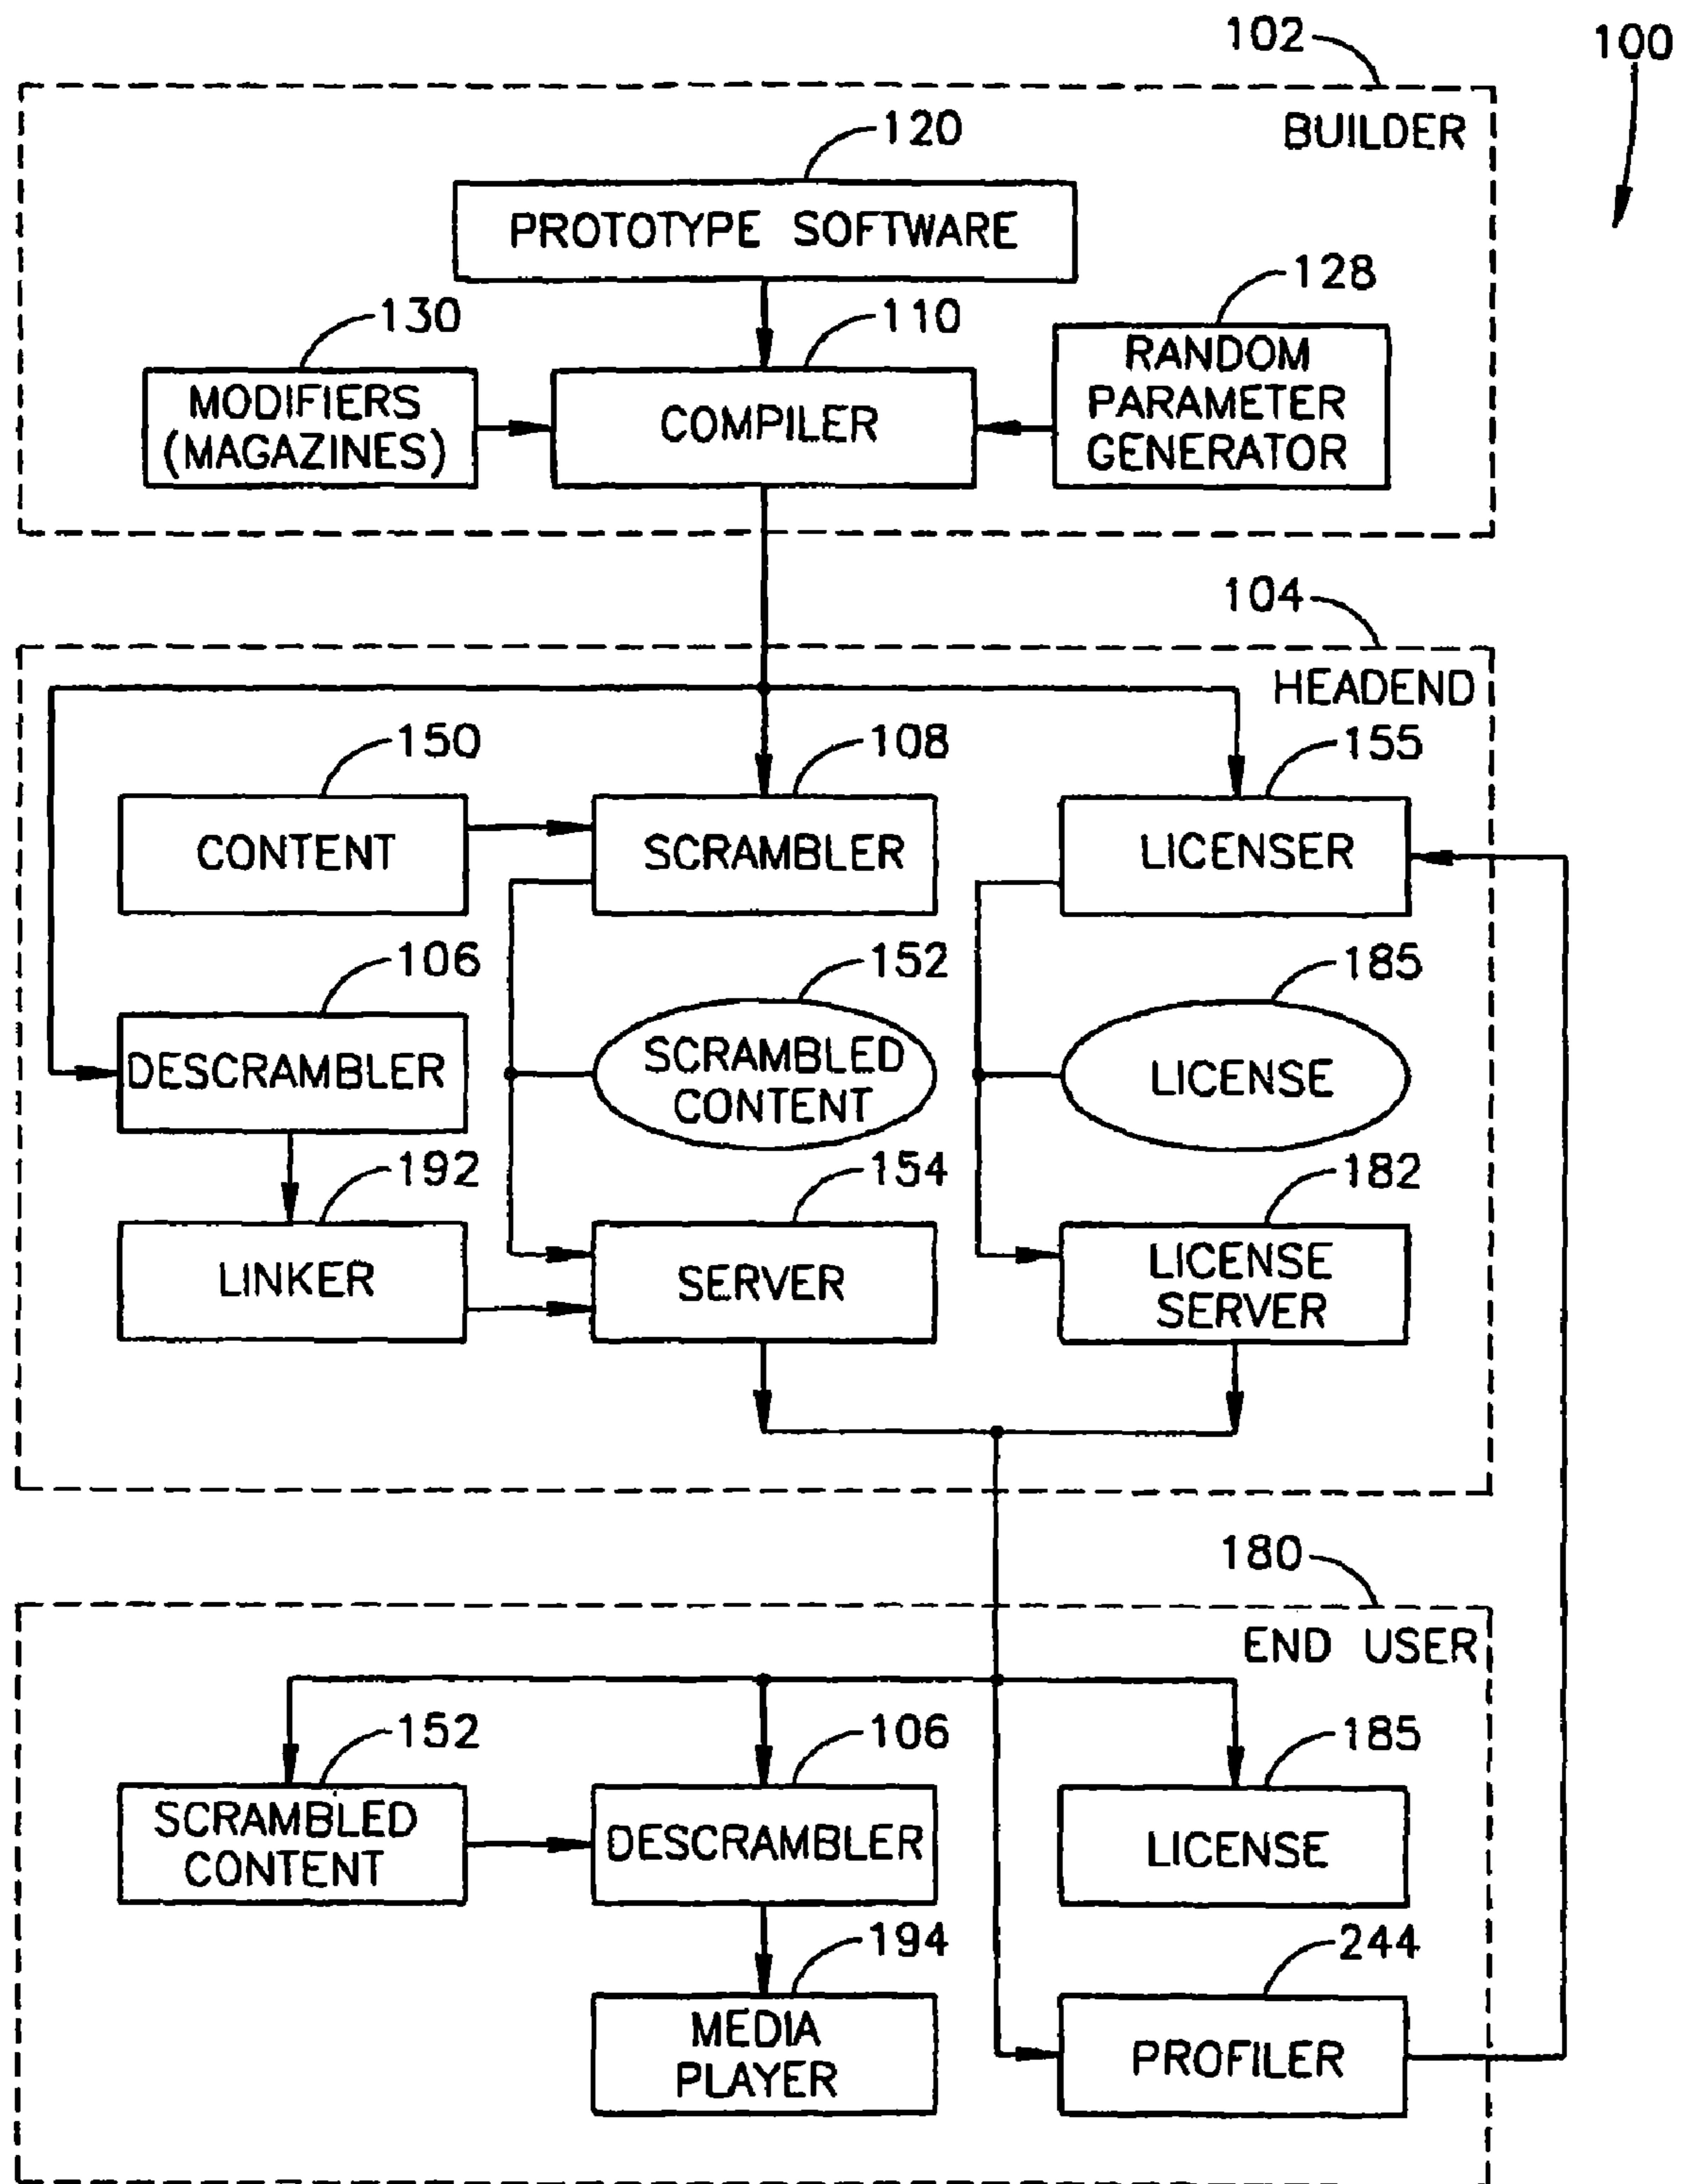 102
100
BUILDER
120
PROTOTYPE SOFTWARE
128
130
110
RANDOM
PARAMETER
GENERATOR
MODIFIERS
(MAGAZINES)
COMPILER
104
HEADEND
150
108
155
CONTENT
SCRAMBLER
LICENSER
106
152
185
DESCRAMBLER
SCRAMBLED
CONTENT
LICENSE
192
154
182
LINKER
SERVER
LICENSE
SERVER
180
END USER
152
106
185
SCRAMBLED
CONTENT
DESCRAMBLER
LICENSE
194
244
MEDIA
PLAYER
PROFILER